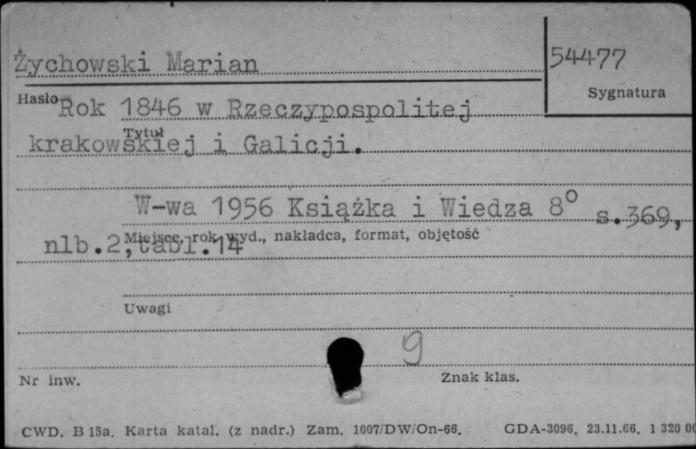 Żychowski Marian
54477
Sygnatura
Hasło
Rok 1846 w Rzeczypospolitej
Tytuł
krakowskiej i Galicji.
W-wa 1956 Książka i Wiedza 8° s.369,
Miejsce, rok wyd., nakładca, format, objętość
nlb.2,tabl.14
Uwagi
9
Nr inw.
Znak klas.
CWD. B 15a. Karta katal. (z nadr.) Zam. 1007/DW/On-66. GDA-3096. 23.11.66. 1 320 00